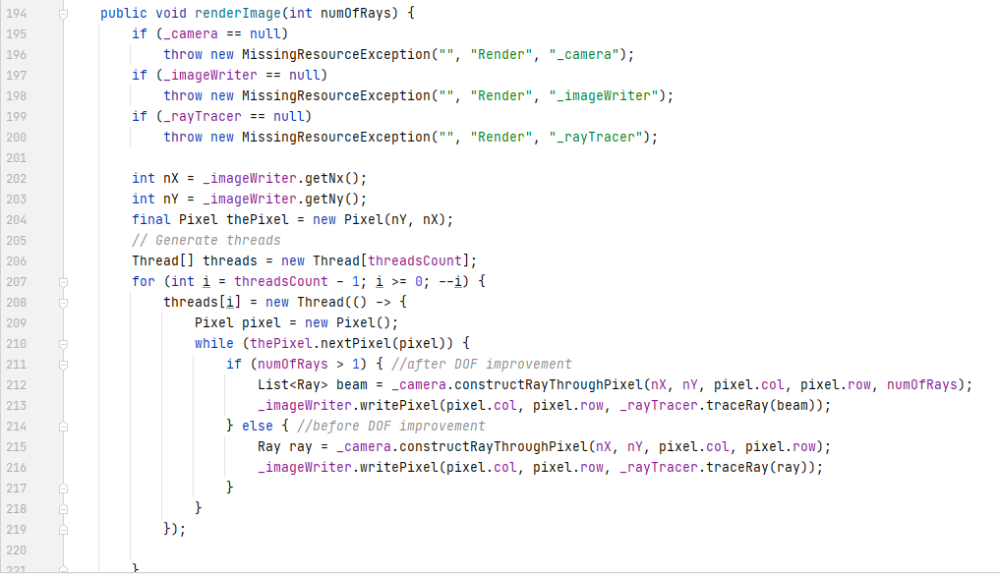 194 public void renderImage(int numOfRays) {
195 if (_camera == null)
196 throw new MissingResourceException("", "Render", "_camera");
197 if (_imageWriter == null)
198 throw new MissingResourceException("", "Render", "_imageWriter");
199 if (_rayTracer == null)
200 throw new MissingResourceException("", "Render", "_rayTracer");
201
202 int nX = _imageWriter.getNx();
203 int nY = _imageWriter.getNy();
204 final Pixel thePixel = new Pixel(nY, nX);
205 // Generate threads
206 Thread[] threads = new Thread[threadsCount];
207 for (int i = threadsCount - 1; i >= 0; --i) {
208 threads[i] = new Thread(() -> {
209 Pixel pixel = new Pixel();
210 while (thePixel.nextPixel(pixel)) {
211 if (numOfRays > 1) { //after DOF improvement
212 List<Ray> beam = _camera.constructRayThroughPixel(nX, nY, pixel.col, pixel.row, numOfRays);
213 _imageWriter.writePixel(pixel.col, pixel.row, _rayTracer.traceRay(beam));
214 } else { //before DOF improvement
215 Ray ray = _camera.constructRayThroughPixel(nX, nY, pixel.col, pixel.row);
216 _imageWriter.writePixel(pixel.col, pixel.row, _rayTracer.traceRay(ray));
217 }
218 }
219 });
220
221 }